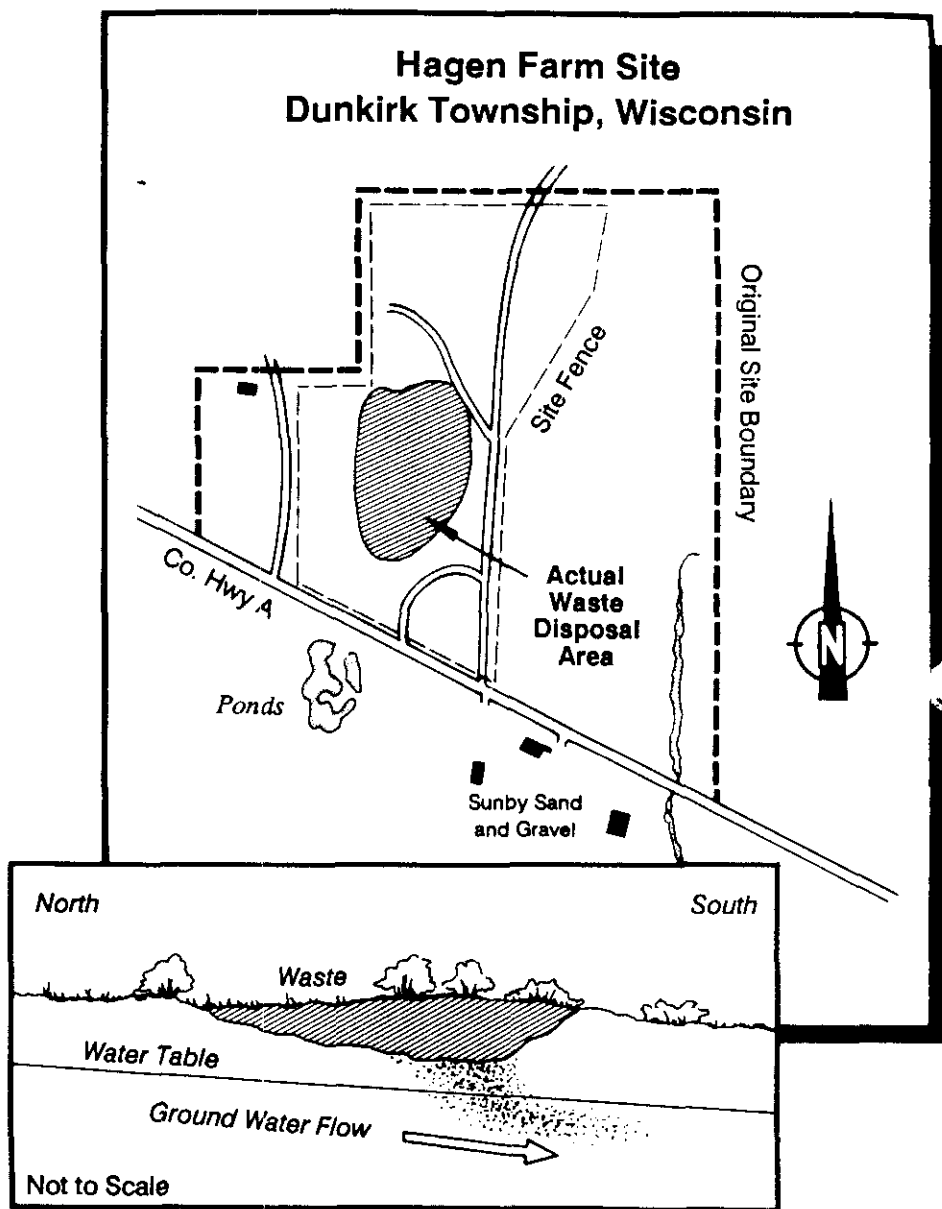 Hagen Farm Site
Dunkirk Township, Wisconsin
Original Site Boundary
Site Fence
Co. Hwy A
Actual
Waste
Disposal
Area
N
Ponds
Sunby Sand
and Gravel
North
South
Waste
Water Table
Ground Water Flow
Not to Scale